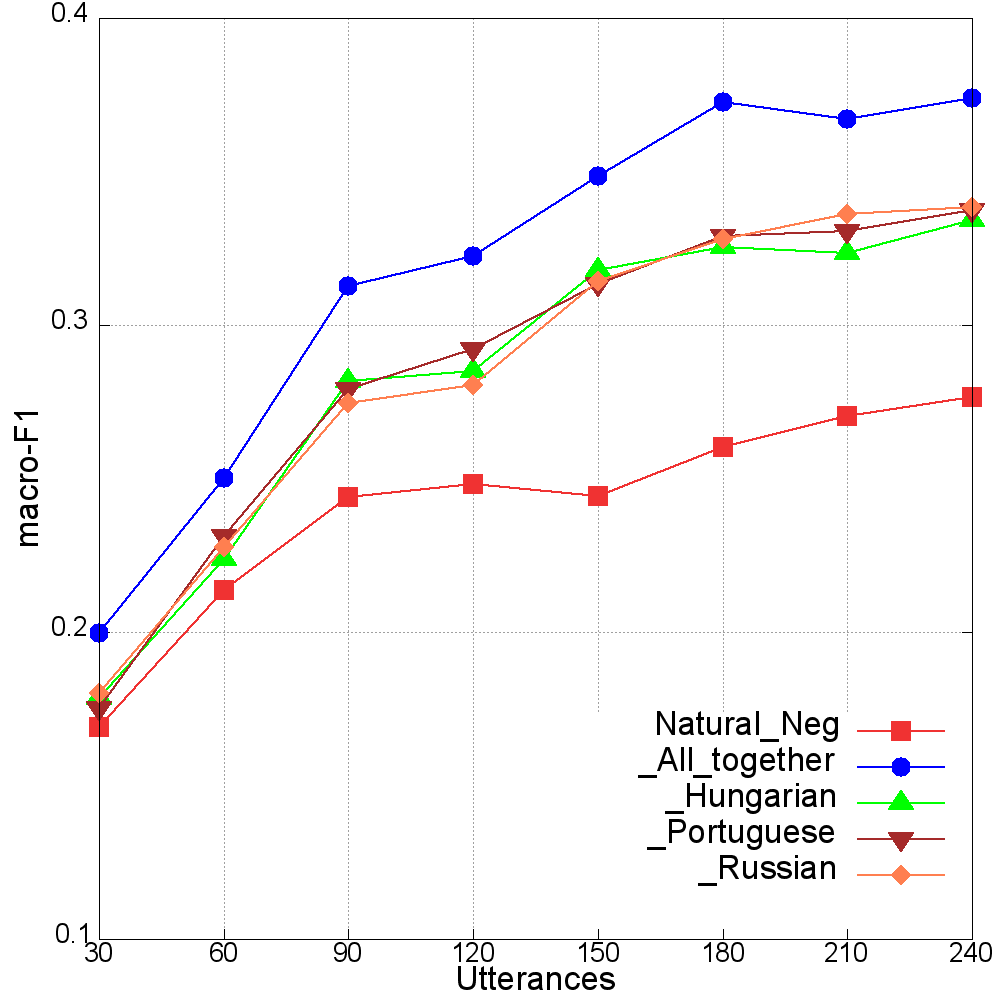 0.4
0.3
0.2
0.1
macro-F1
Natural_Neg
_All_together
_Hungarian
_Portuguese
_Russian
30 60 90 120 150 180 210 240
Utterances